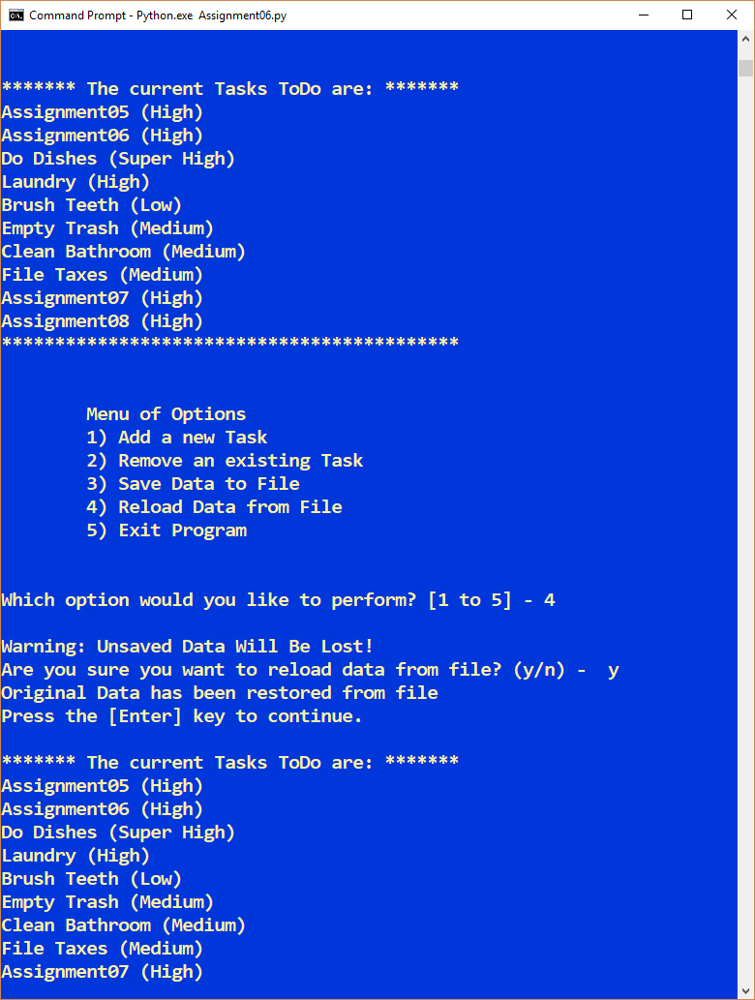 Command Prompt - Python.exe  Assignment06.py
******* The current Tasks ToDo are: *******
Assignment05 (High)
Assignment06 (High)
Do Dishes (Super High)
Laundry (High)
Brush Teeth (Low)
Empty Trash (Medium)
Clean Bathroom (Medium)
File Taxes (Medium)
Assignment07 (High)
Assignment08 (High)
*******************************************
Menu of Options
1) Add a new Task
2) Remove an existing Task
3) Save Data to File
4) Reload Data from File
5) Exit Program
Which option would you like to perform? [1 to 5] - 4
Warning: Unsaved Data Will Be Lost!
Are you sure you want to reload data from file? (y/n) -  y
Original Data has been restored from file
Press the [Enter] key to continue.
******* The current Tasks ToDo are: *******
Assignment05 (High)
Assignment06 (High)
Do Dishes (Super High)
Laundry (High)
Brush Teeth (Low)
Empty Trash (Medium)
Clean Bathroom (Medium)
File Taxes (Medium)
Assignment07 (High)